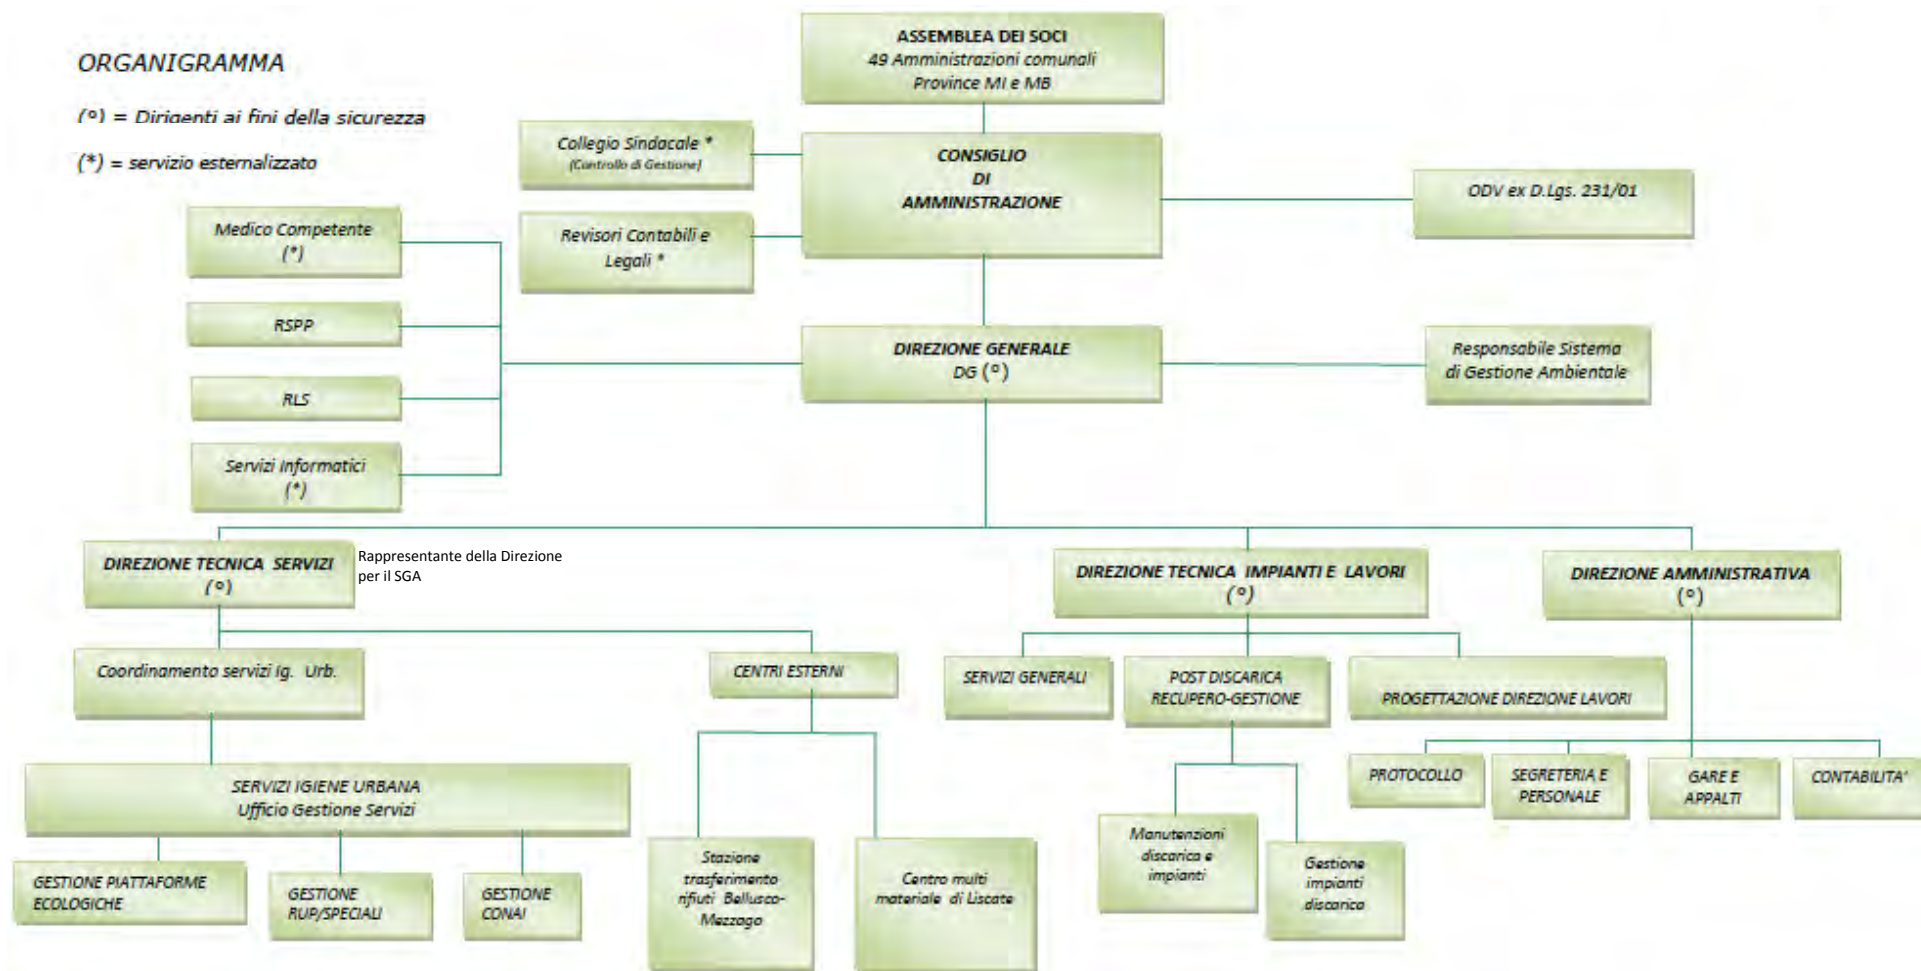 ORGANIGRAMMA
(°) = Dirigenti ai fini della sicurezza
(*) = servizio esternalizzato
ASSEMBLEA DEI SOCI
49 Amministrazioni comunali
Province MI e MB
Collegio Sindacale *
(Controllo di Gestione)
CONSIGLIO
DI
AMMINISTRAZIONE
ODV ex D.Lgs. 231/01
Revisori Contabili e
Legali *
Medico Competente
(*)
RSPP
RLS
Servizi Informatici
(*)
DIREZIONE GENERALE
DG (°)
Responsabile Sistema
di Gestione Ambientale
DIREZIONE TECNICA SERVIZI
(°)
Rappresentante della Direzione
per il SGA
DIREZIONE TECNICA IMPIANTI E LAVORI
(°)
DIREZIONE AMMINISTRATIVA
(°)
Coordinamento servizi Ig. Urb.
CENTRI ESTERNI
SERVIZI GENERALI
POST DISCARICA
RECUPERO-GESTIONE
PROGETTAZIONE DIREZIONE LAVORI
SERVIZI IGIENE URBANA
Ufficio Gestione Servizi
PROTOCOLLO
SEGRETERIA E
PERSONALE
GARE E
APPALTI
CONTABILITA'
GESTIONE PIATTAFORME
ECOLOGICHE
GESTIONE
RUP/SPECIALI
GESTIONE
CONAI
Stazione
trasferimento
rifiuti Bellusco-
Mezzago
Centro multi
materiale di Liscate
Manutenzioni
discarica e
impianti
Gestione
impianti
discarica